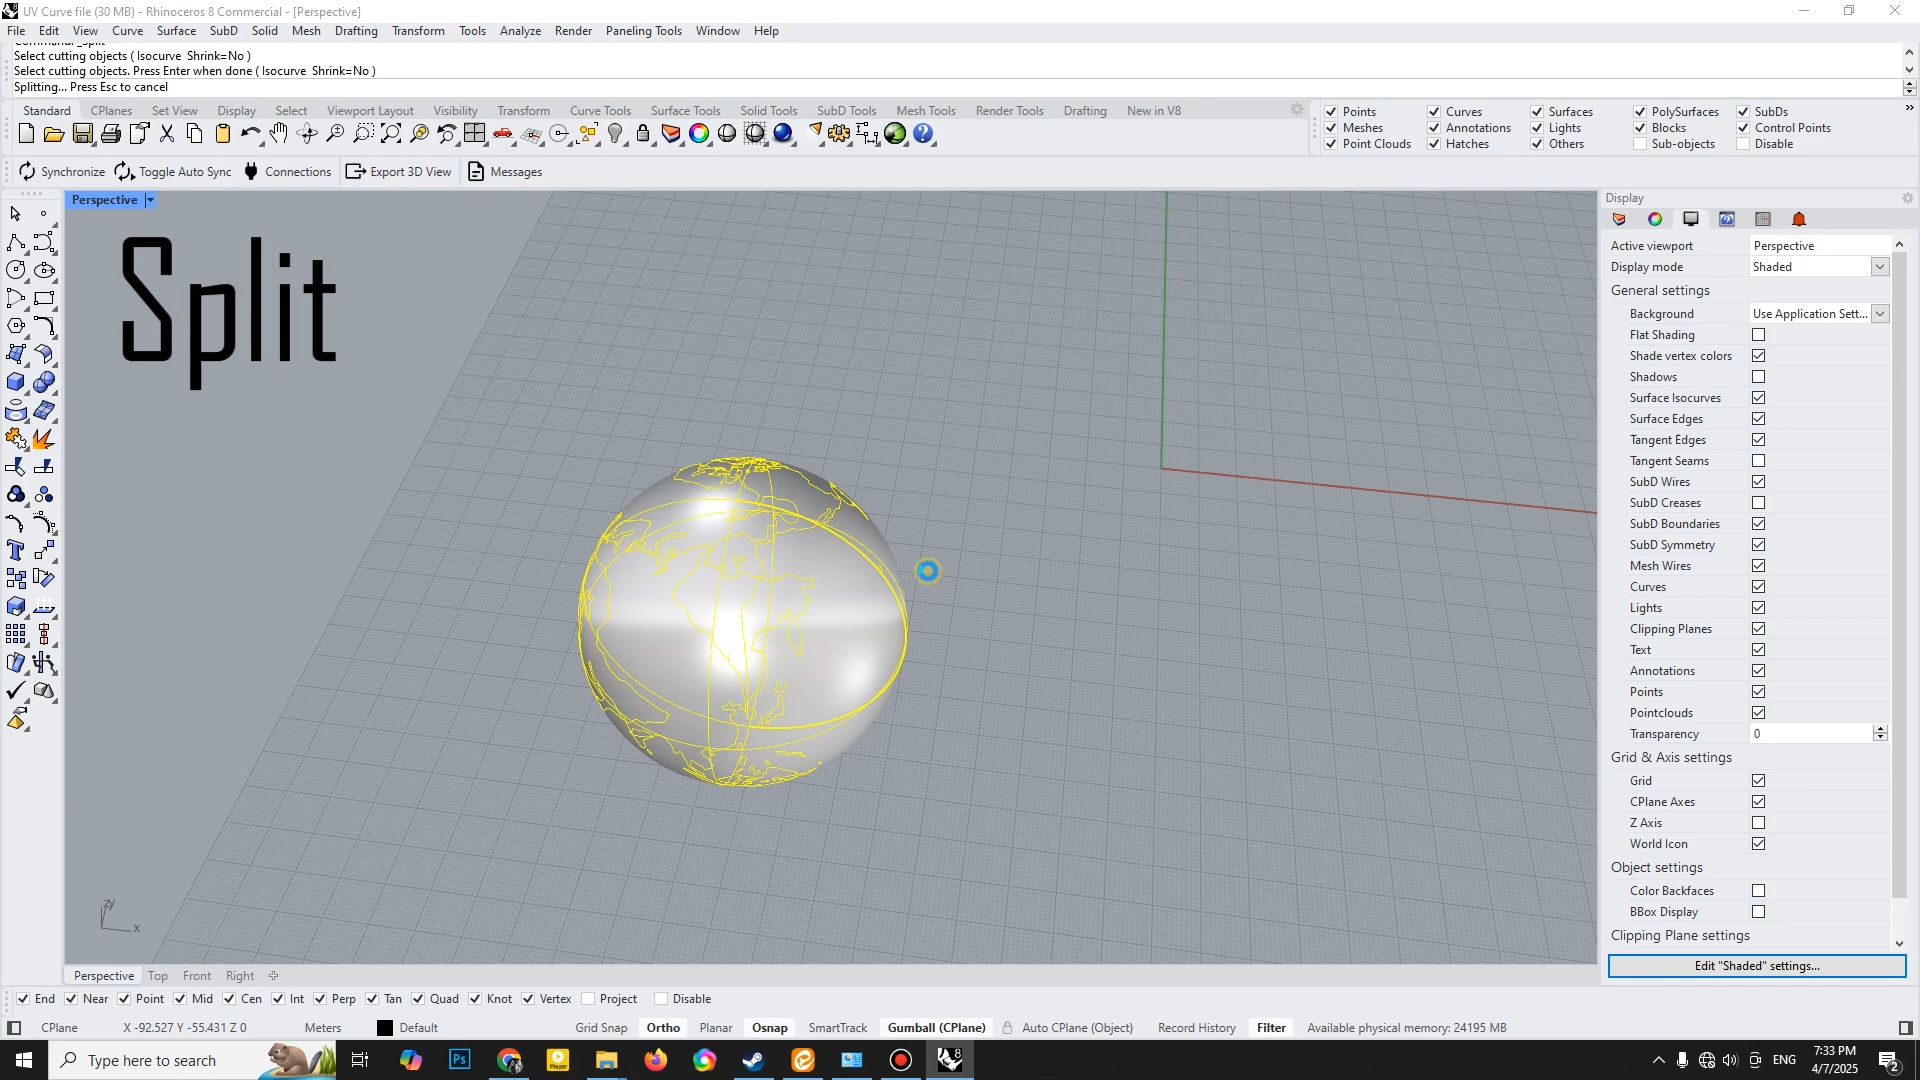 UV Curve file (30 MB) - Rhinoceros 8 Commercial - [Perspective]
File Edit View Curve Surface SubD Solid Mesh Drafting Transform Tools Analyze Render Paneling Tools Window Help
Select cutting objects ( Isocurve Shrink=No )
Select cutting objects. Press Enter when done ( Isocurve Shrink=No )
Splitting... Press Esc to cancel
Standard CPlanes Set View Display Select Viewport Layout Visibility Transform Curve Tools Surface Tools Solid Tools SubD Tools Mesh Tools Render Tools Drafting New in V8
Points Curves Surfaces PolySurfaces SubDs
Meshes Annotations Lights Blocks Control Points
Point Clouds Hatches Others Sub-objects Disable
Synchronize Toggle Auto Sync Connections Export 3D View Messages
Perspective
Split
zy
x
Display
Active viewport Perspective
Display mode Shaded
General settings
Background Use Application Sett...
Flat Shading
Shade vertex colors
Shadows
Surface Isocurves
Surface Edges
Tangent Edges
Tangent Seams
SubD Wires
SubD Creases
SubD Boundaries
SubD Symmetry
Mesh Wires
Curves
Lights
Clipping Planes
Text
Annotations
Points
Pointclouds
Transparency 0
Grid & Axis settings
Grid
CPlane Axes
Z Axis
World Icon
Object settings
Color Backfaces
BBox Display
Clipping Plane settings
Edit "Shaded" settings...
Perspective Top Front Right
End Near Point Mid Cen Int Perp Tan Quad Knot Vertex Project Disable
CPlane X -92.527 Y -55.431 Z 0 Meters Default Grid Snap Ortho Planar Osnap SmartTrack Gumball (CPlane) Auto CPlane (Object) Record History Filter Available physical memory: 24195 MB
Type here to search
Ps
Player
8
ENG
7:33 PM
4/7/2025
2